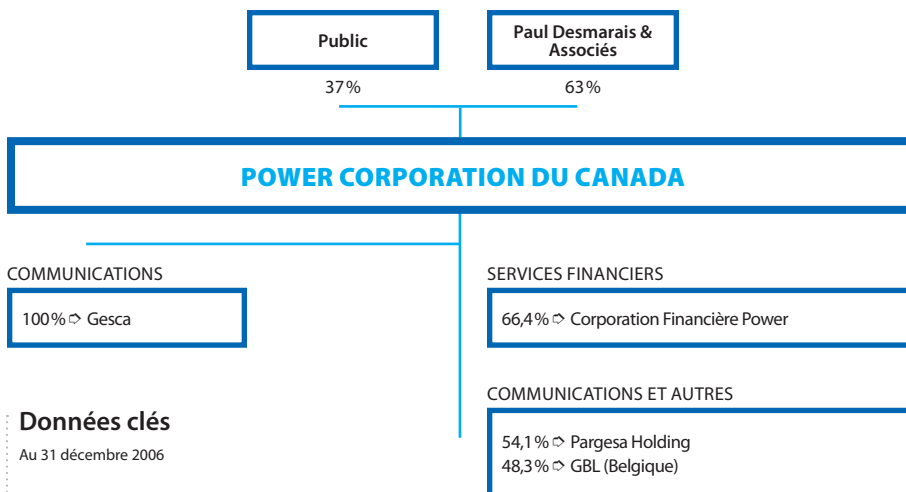 Public
Paul Desmarais &
Associés
37%
63%
POWER CORPORATION DU CANADA
COMMUNICATIONS
100% ➪ Gesca
SERVICES FINANCIERS
66,4% ➪ Corporation Financière Power
COMMUNICATIONS ET AUTRES
54,1% ➪ Pargesa Holding
48,3% ➪ GBL (Belgique)
Données clés
Au 31 décembre 2006